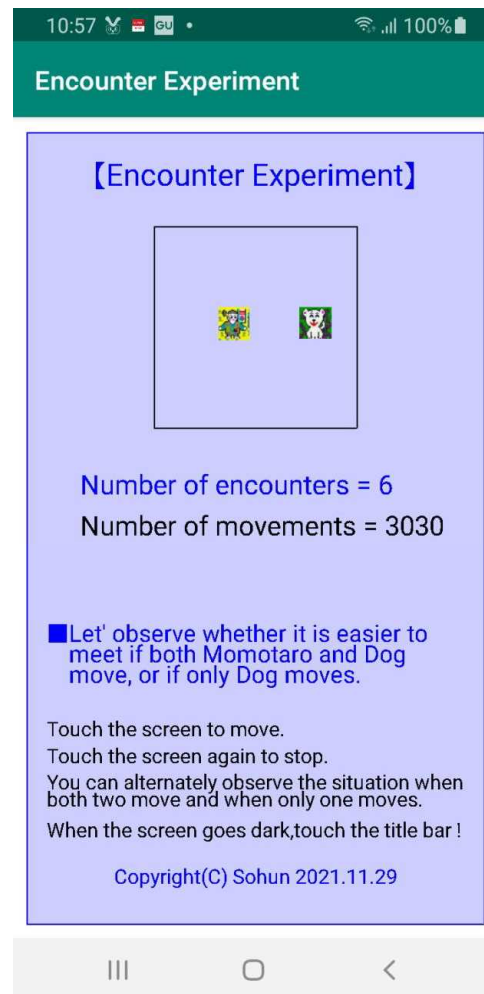 10:57 GU • 100%
Encounter Experiment
【Encounter Experiment】
Number of encounters = 6
Number of movements = 3030
■Let' observe whether it is easier to
meet if both Momotaro and Dog
move, or if only Dog moves.
Touch the screen to move.
Touch the screen again to stop.
You can alternately observe the situation when
both two move and when only one moves.
When the screen goes dark,touch the title bar !
Copyright(C) Sohun 2021.11.29